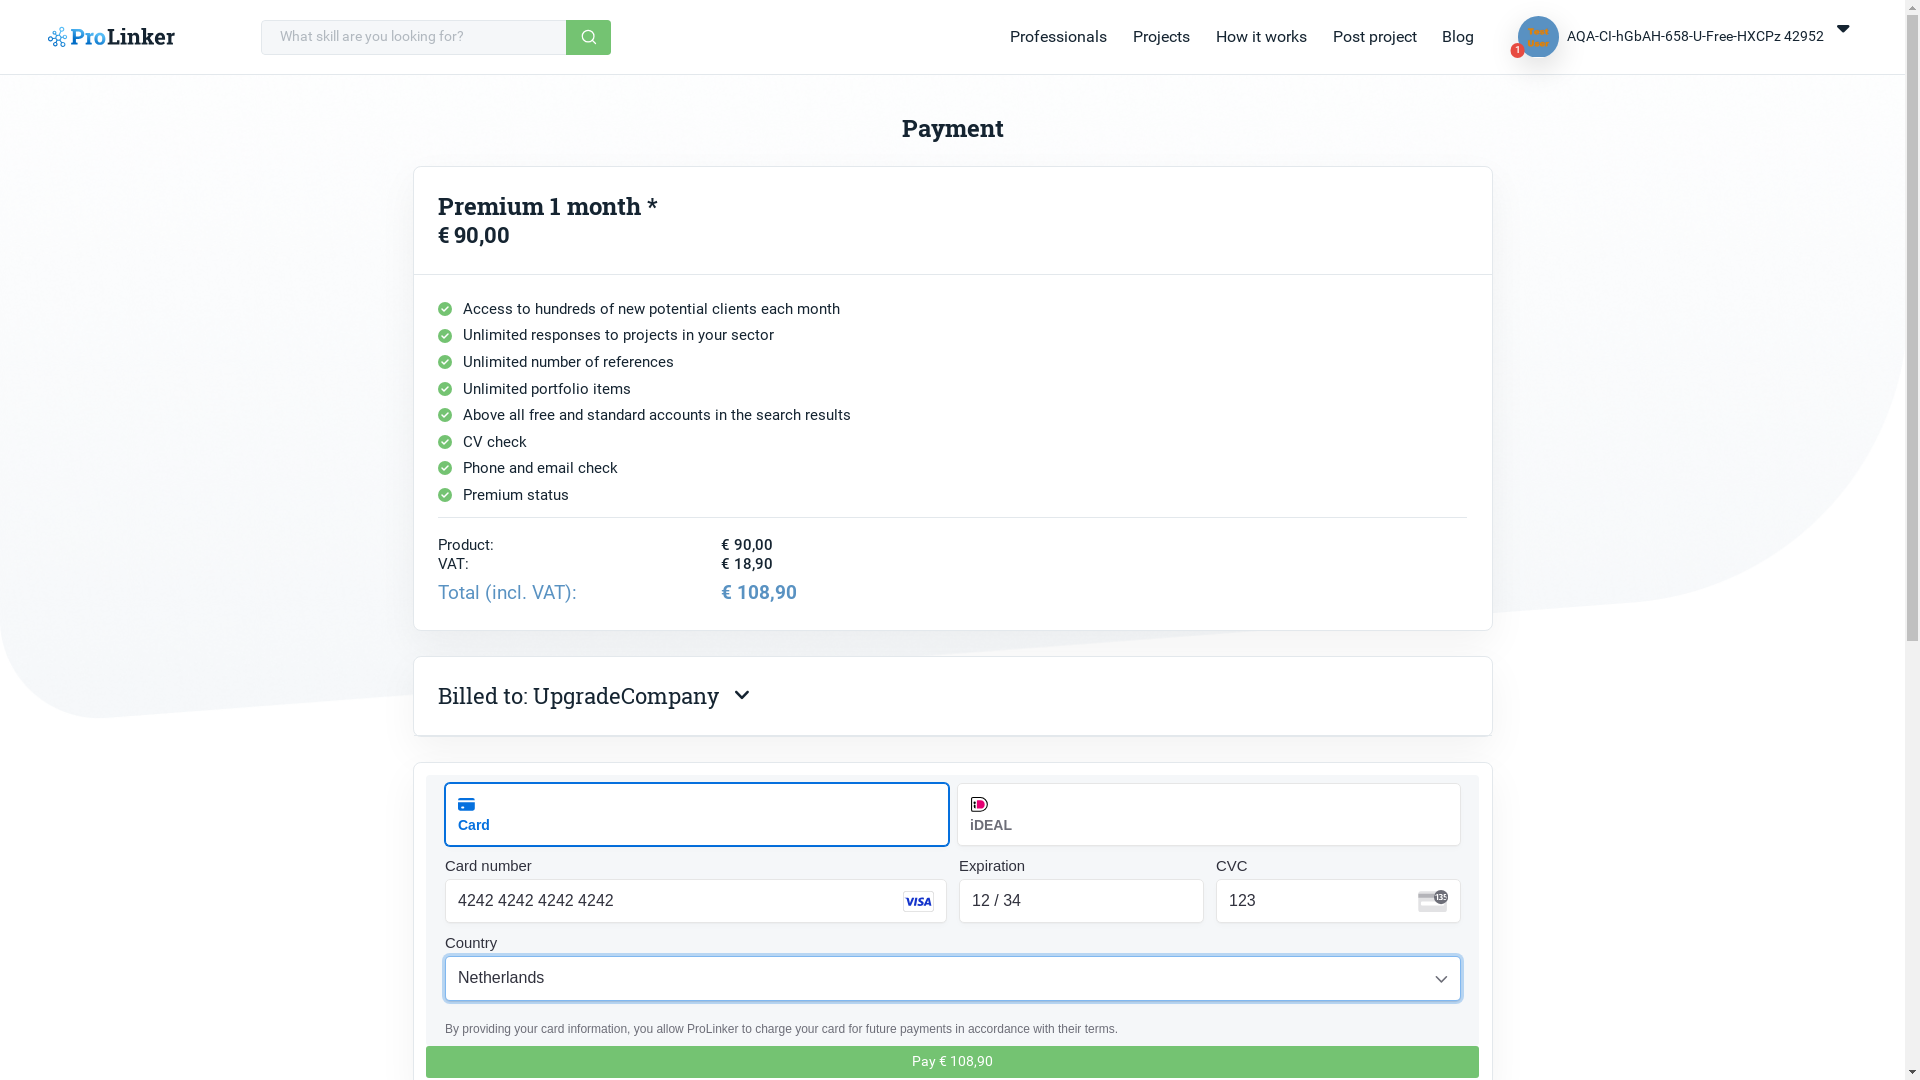 ProLinker
What skill are you looking for?
Professionals
Projects
How it works
Post project
Blog
1
Test User
AQA-CI-hGbAH-658-U-Free-HXCPz 42952
Payment
Premium 1 month *
€ 90,00
Access to hundreds of new potential clients each month
Unlimited responses to projects in your sector
Unlimited number of references
Unlimited portfolio items
Above all free and standard accounts in the search results
CV check
Phone and email check
Premium status
Product: € 90,00
VAT: € 18,90
Total (incl. VAT): € 108,90
Billed to: UpgradeCompany
Card
iDEAL
Card number
Expiration
CVC
4242 4242 4242 4242
VISA
12 / 34
123
135
Country
Netherlands
By providing your card information, you allow ProLinker to charge your card for future payments in accordance with their terms.
Pay € 108,90